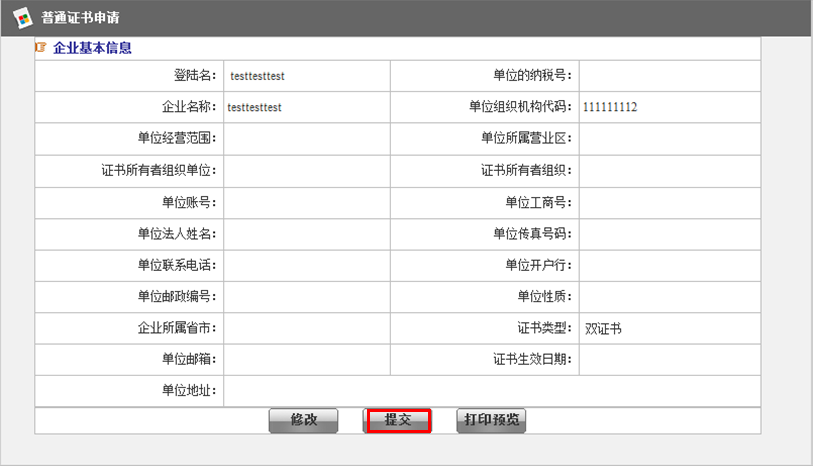 普通证书申请
企业基本信息
登陆名： testtesttest 单位的纳税号：
企业名称： testtesttest 单位组织机构代码： 111111112
单位经营范围： 单位所属营业区：
证书所有者组织单位： 证书所有者组织：
单位账号： 单位工商号：
单位法人姓名： 单位传真号码：
单位联系电话： 单位开户行：
单位邮政编号： 单位性质：
企业所属省市： 证书类型： 双证书
单位邮箱： 证书生效日期：
单位地址：
修改 提交 打印预览